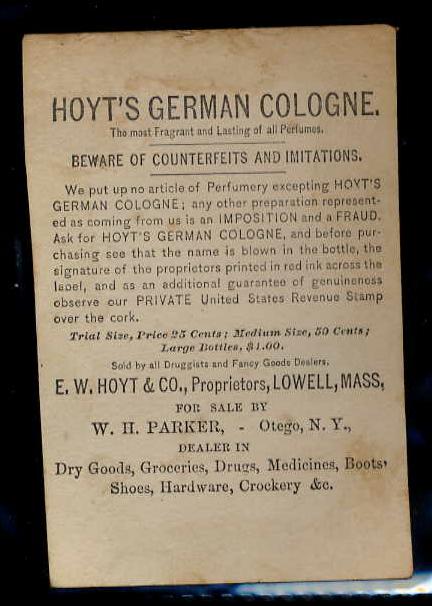 HOYT'S GERMAN COLOGNE.
The most Fragrant and Lasting of all Perfumes.
BEWARE OF COUNTERFEITS AND IMITATIONS.
We put up no article of Perfumery excepting HOYT'S
GERMAN COLOGNE; any other preparation represent-
ed as coming from us is an IMPOSITION and a FRAUD.
Ask for HOYT'S GERMAN COLOGNE, and before pur-
chasing see that the name is blown in the bottle, the
signature of the proprietors printed in red ink across the
label, and as an additional guarantee of genuineness
observe our PRIVATE United States Revenue Stamp
over the cork.
Trial Size, Price 25 Cents; Medium Size, 50 Cents;
Large Bottles, $1.00.
Sold by all Druggists and Fancy Goods Dealers.
E. W. HOYT & CO., Proprietors, LOWELL, MASS,
FOR SALE BY
W. H. PARKER, - Otego, N. Y.,
DEALER IN
Dry Goods, Groceries, Drugs, Medicines, Boots,
Shoes, Hardware, Crockery &c.